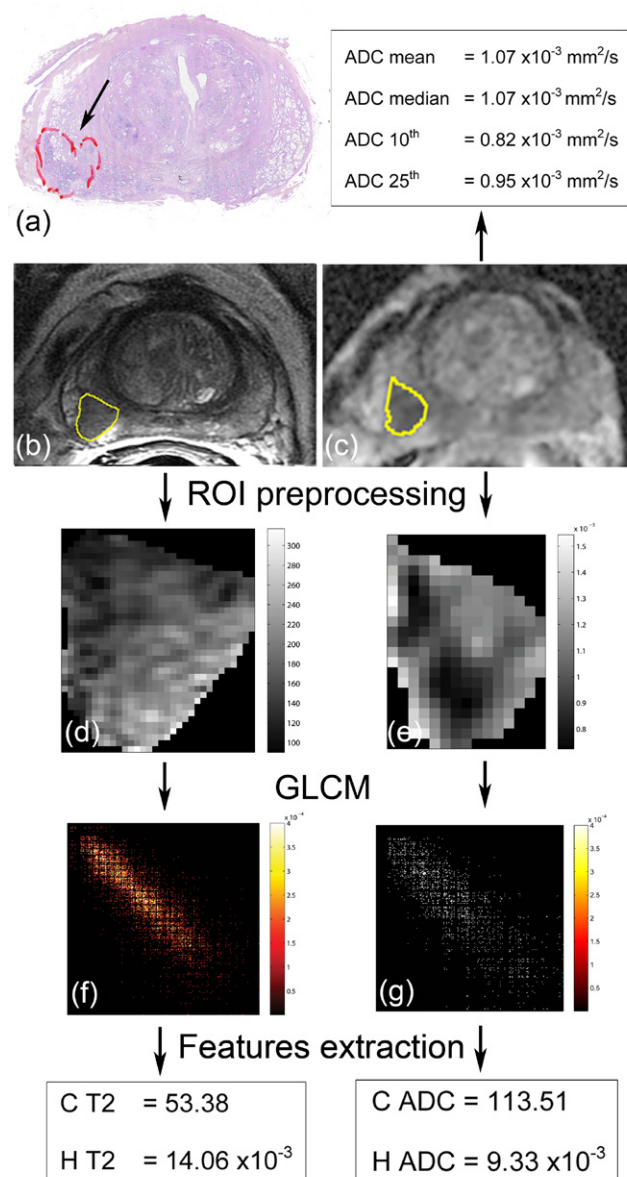 ADC mean = 1.07 x10⁻³ mm²/s
ADC median = 1.07 x10⁻³ mm²/s
ADC 10ᵗʰ = 0.82 x10⁻³ mm²/s
ADC 25ᵗʰ = 0.95 x10⁻³ mm²/s
(a)
(b)
(c)
ROI preprocessing
(d)
300
280
260
240
220
200
180
160
140
120
100
(e)
x 10⁻³
1.5
1.4
1.3
1.2
1.1
1
0.9
0.8
GLCM
(f)
x 10⁻⁴
4
3.5
3
2.5
2
1.5
1
0.5
(g)
x 10⁻⁴
4
3.5
3
2.5
2
1.5
1
0.5
Features extraction
C T2 = 53.38
H T2 = 14.06 x10⁻³
C ADC = 113.51
H ADC = 9.33 x10⁻³